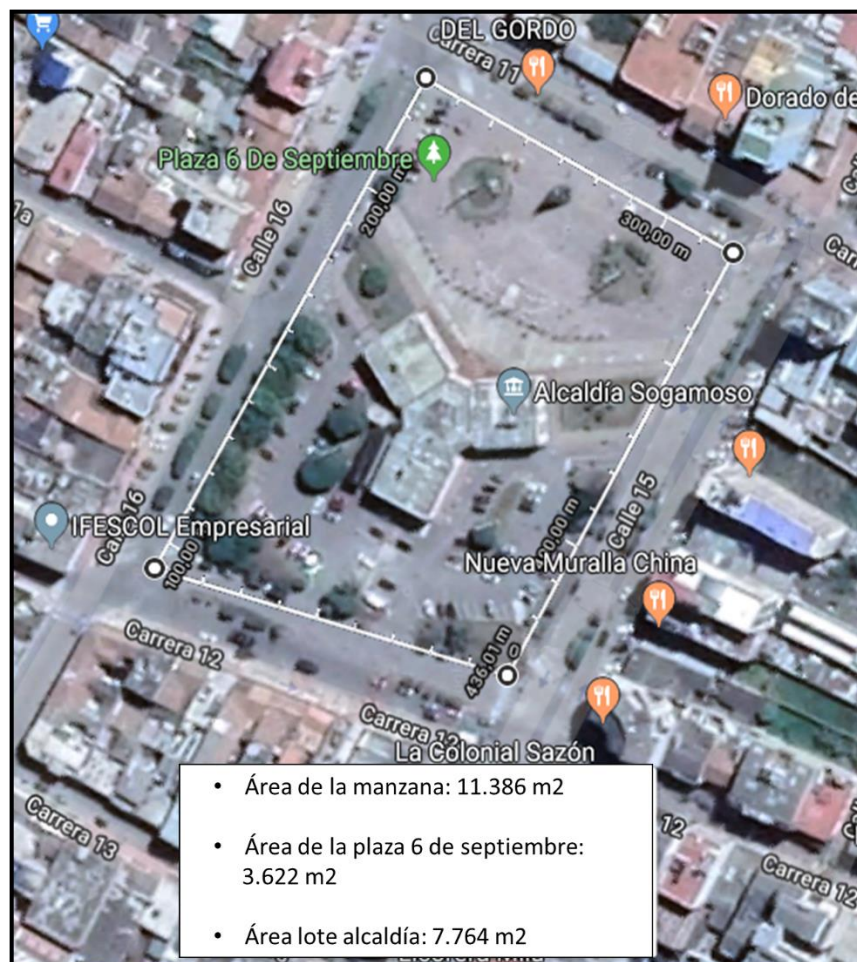 DEL GORDO
Carrera 11
Dorado de
Plaza 6 De Septiembre
200,00 m
300,00 m
Calle 16
1a
Alcaldía Sogamoso
Calle 15
Calle 16
IFESCOL Empresarial
100,00
Nueva Muralla China
Carrera 12
436,01 m
0
Carrera 12
La Colonial Sazón
• Área de la manzana: 11.386 m2
• Área de la plaza 6 de septiembre:
3.622 m2
• Área lote alcaldía: 7.764 m2
Carrera 13
12
Carrera 12